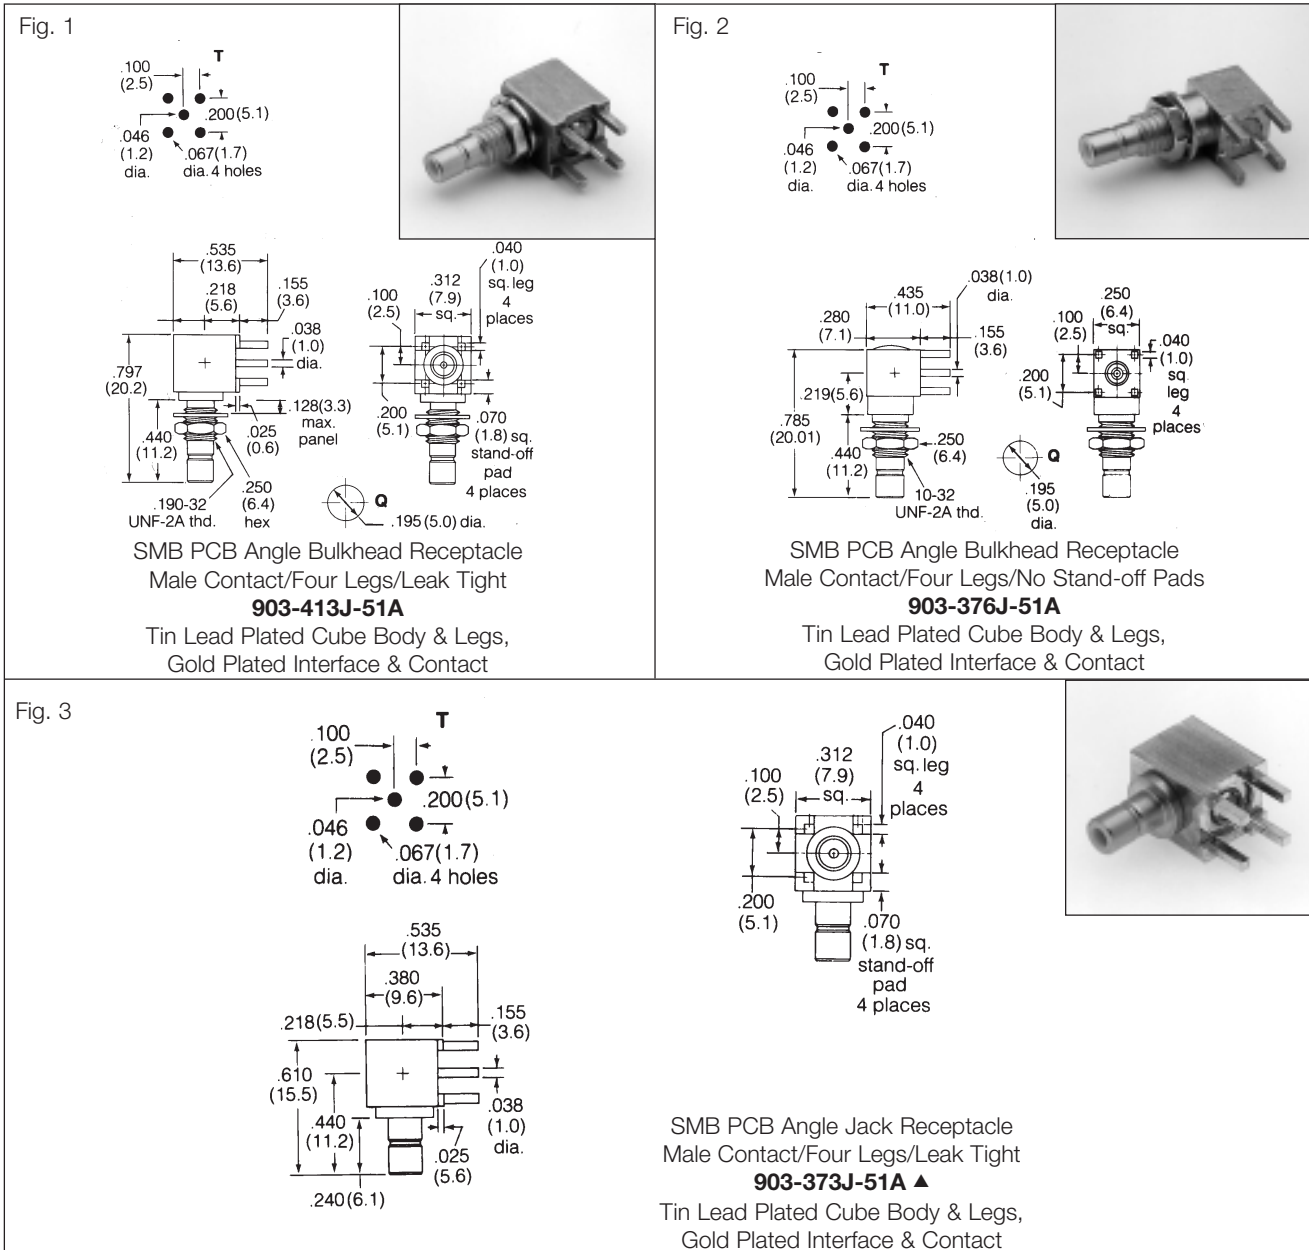 Fig. 1
T
.100
(2.5)
.200(5.1)
.046
(1.2)
dia.
.067(1.7)
dia. 4 holes
.535
(13.6)
.218
(5.6)
.155
(3.6)
.038
(1.0)
dia.
.797
(20.2)
.440
(11.2)
.128(3.3)
max.
panel
.025
(0.6)
.190-32
UNF-2A thd.
.250
(6.4)
hex
.040
(1.0)
sq. leg
4
places
.312
(7.9)
sq.
.100
(2.5)
.200
(5.1)
.070
(1.8) sq.
stand-off
pad
4 places
Q
.195 (5.0) dia.
SMB PCB Angle Bulkhead Receptacle
Male Contact/Four Legs/Leak Tight
903-413J-51A
Tin Lead Plated Cube Body & Legs,
Gold Plated Interface & Contact
Fig. 2
T
.100
(2.5)
.200(5.1)
.046
(1.2)
dia.
.067(1.7)
dia. 4 holes
.038(1.0)
dia.
.435
(11.0)
.280
(7.1)
.155
(3.6)
.219(5.6)
.785
(20.01)
.440
(11.2)
.250
(6.4)
10-32
UNF-2A thd.
.250
(6.4)
sq.
.100
(2.5)
.040
(1.0)
sq.
leg
4
places
.200
(5.1)
Q
.195
(5.0)
dia.
SMB PCB Angle Bulkhead Receptacle
Male Contact/Four Legs/No Stand-off Pads
903-376J-51A
Tin Lead Plated Cube Body & Legs,
Gold Plated Interface & Contact
Fig. 3
T
.100
(2.5)
.200(5.1)
.046
(1.2)
dia.
.067(1.7)
dia. 4 holes
.535
(13.6)
.380
(9.6)
.218(5.5)
.155
(3.6)
.610
(15.5)
.440
(11.2)
.038
(1.0)
dia.
.025
(5.6)
.240(6.1)
.040
(1.0)
sq. leg
4
places
.312
(7.9)
sq.
.100
(2.5)
.200
(5.1)
.070
(1.8) sq.
stand-off
pad
4 places
SMB PCB Angle Jack Receptacle
Male Contact/Four Legs/Leak Tight
903-373J-51A ▲
Tin Lead Plated Cube Body & Legs,
Gold Plated Interface & Contact